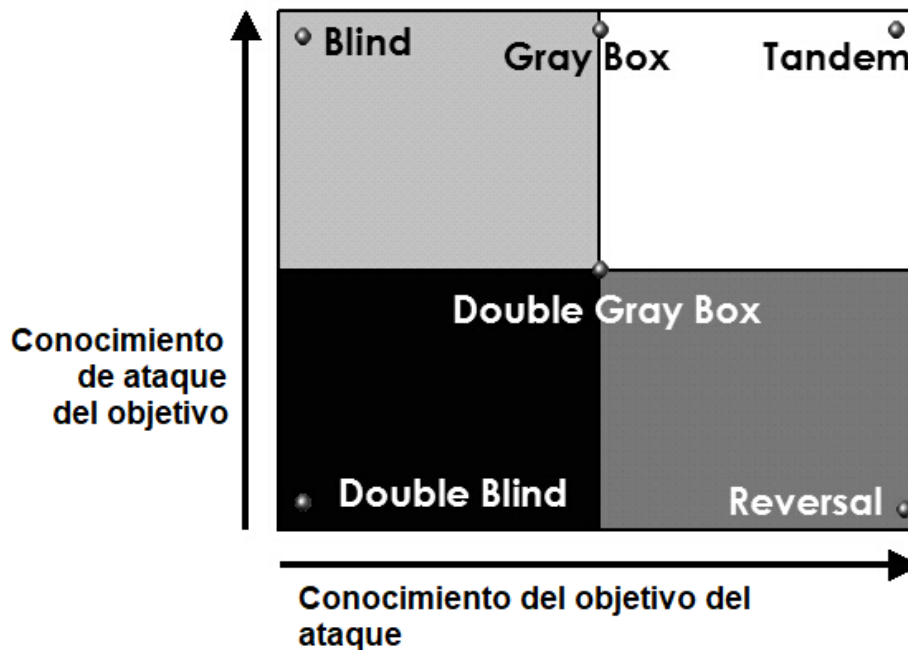 Blind
Gray Box
Tandem
Double Gray Box
Conocimiento
de ataque
del objetivo
Double Blind
Reversal
Conocimiento del objetivo del
ataque